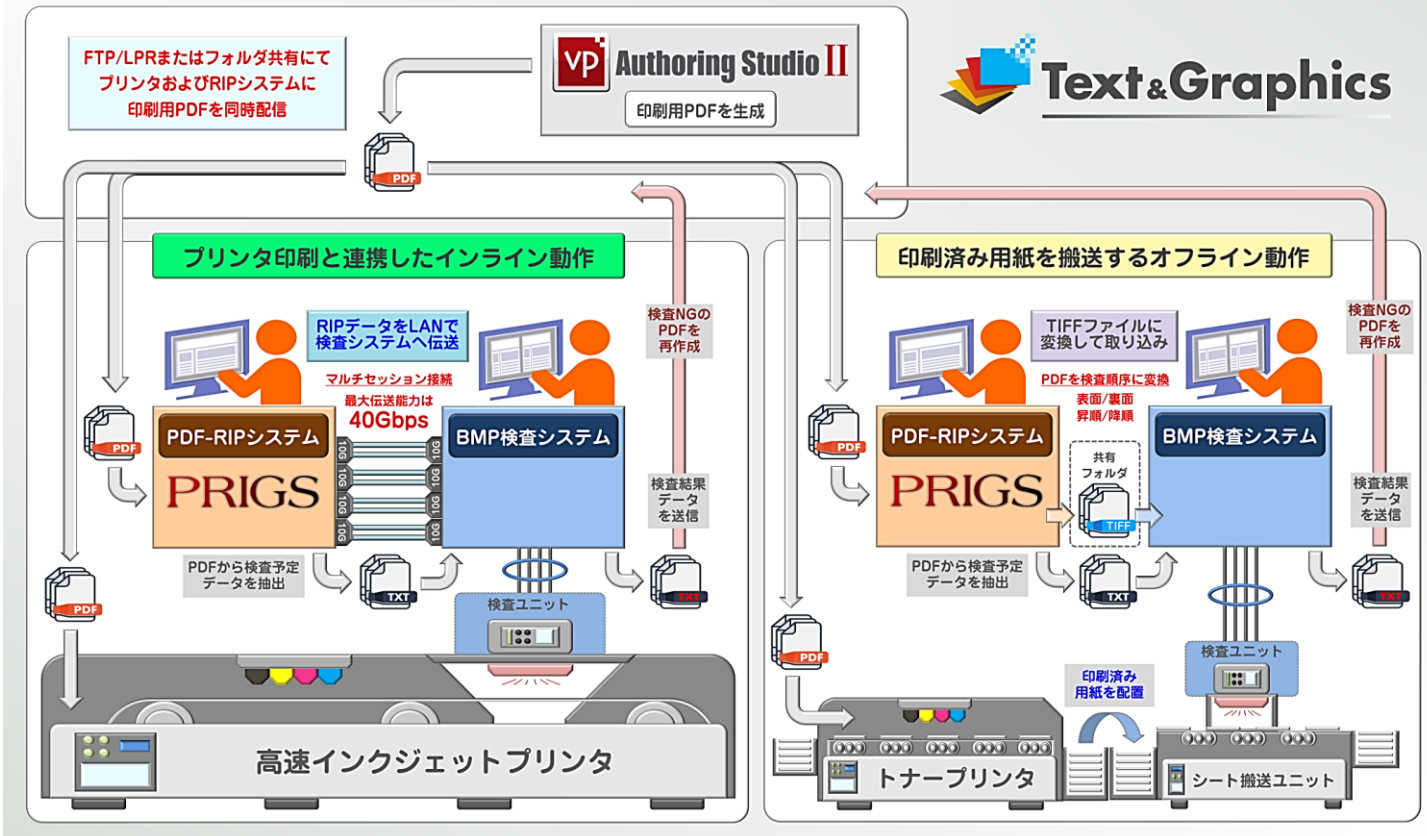 FTP/LPRまたはフォルダ共有にて
プリンタおよびRIPシステムに
印刷用PDFを同時配信
VP Authoring Studio II
印刷用PDFを生成
Text&Graphics
PDF
プリンタ印刷と連携したインライン動作
RIPデータをLANで
検査システムへ伝送
マルチセッション接続
最大伝送能力は
40Gbps
検査NGの
PDFを
再作成
PDF
PDF-RIPシステム
PRIGS
10G 10G
10G 10G
10G 10G
10G 10G
BMP検査システム
検査結果
データ
を送信
PDFから検査予定
データを抽出
TXT
TXT
PDF
検査ユニット
高速インクジェットプリンタ
印刷済み用紙を搬送するオフライン動作
TIFFファイルに
変換して取り込み
PDFを検査順序に変換
表面/裏面
昇順/降順
検査NGの
PDFを
再作成
PDF
PDF-RIPシステム
PRIGS
共有
フォルダ
TIFF
BMP検査システム
検査結果
データ
を送信
PDFから検査予定
データを抽出
TXT
TXT
PDF
検査ユニット
印刷済み
用紙を配置
トナープリンタ
シート搬送ユニット